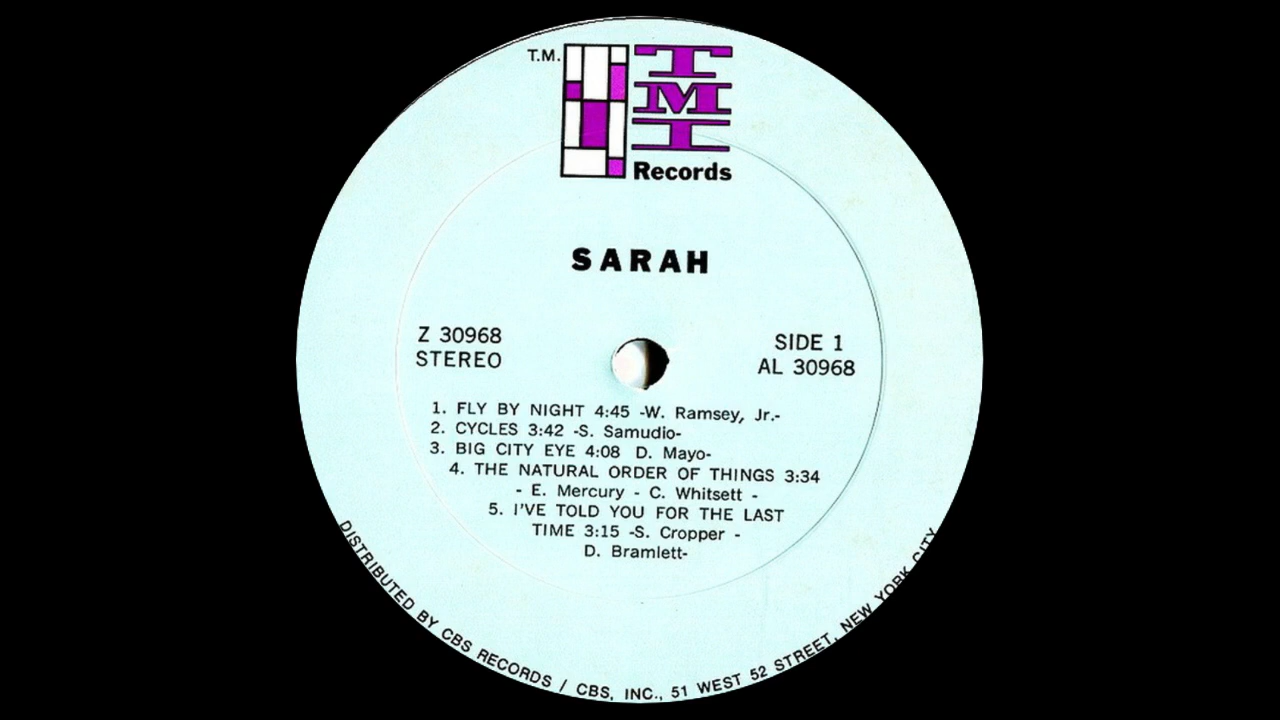 T.M.
TMI
Records
SARAH
Z 30968
STEREO
SIDE 1
AL 30968
1. FLY BY NIGHT 4:45 -W. Ramsey, Jr.-
2. CYCLES 3:42 -S. Samudio-
3. BIG CITY EYE 4:08 D. Mayo-
4. THE NATURAL ORDER OF THINGS 3:34
- E. Mercury - C. Whitsett -
5. I'VE TOLD YOU FOR THE LAST
TIME 3:15 -S. Cropper -
D. Bramlett-
DISTRIBUTED BY CBS RECORDS / CBS, INC., 51 WEST 52 STREET, NEW YORK CITY